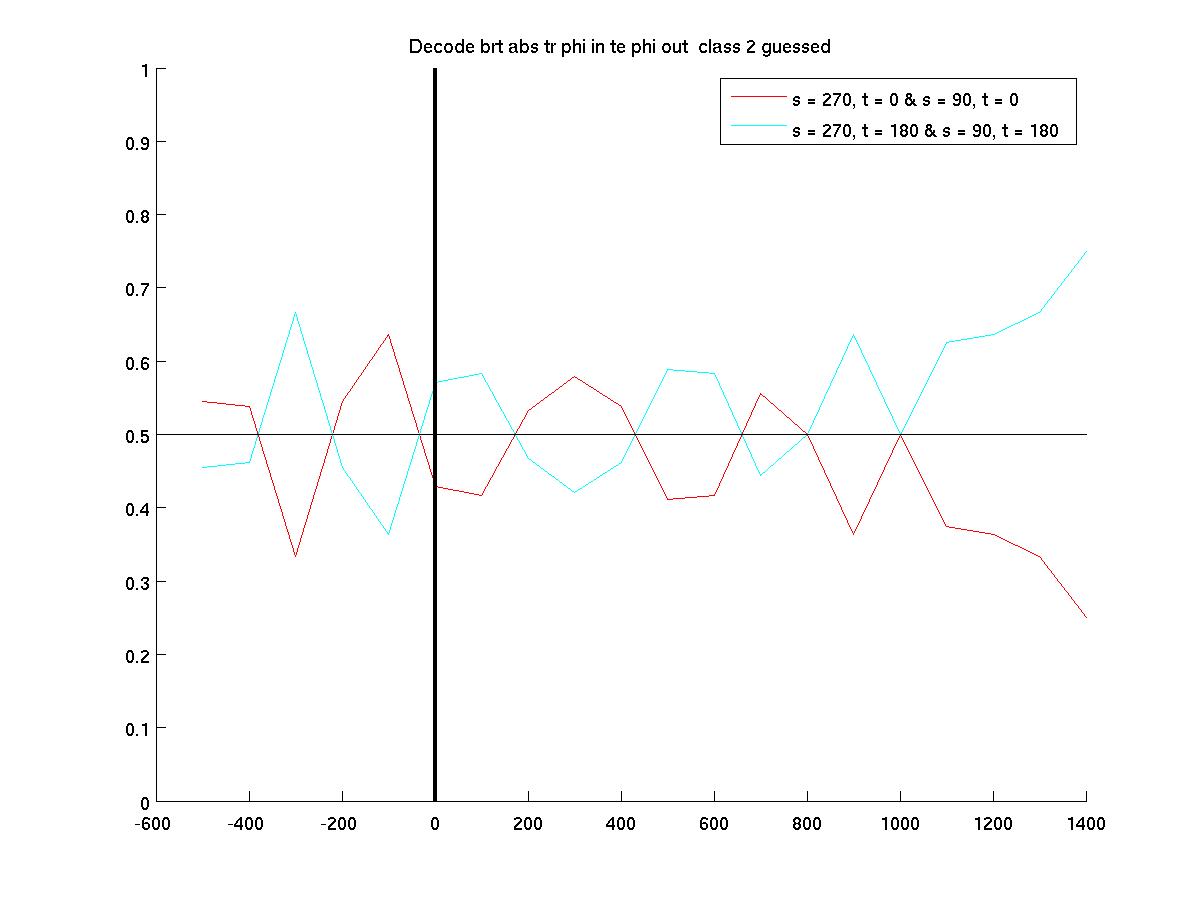 Decode brt abs tr phi in te phi out  class 2 guessed
s = 270, t = 0 & s = 90, t = 0
s = 270, t = 180 & s = 90, t = 180
1
0.9
0.8
0.7
0.6
0.5
0.4
0.3
0.2
0.1
0
-600 -400 -200 0 200 400 600 800 1000 1200 1400